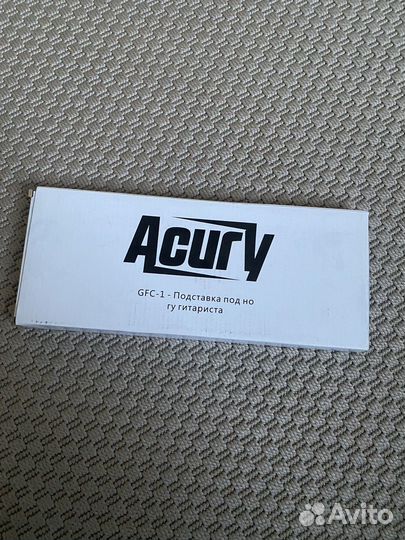 Acury
GFC-1 - Подставка под но
гу гитариста
Avito